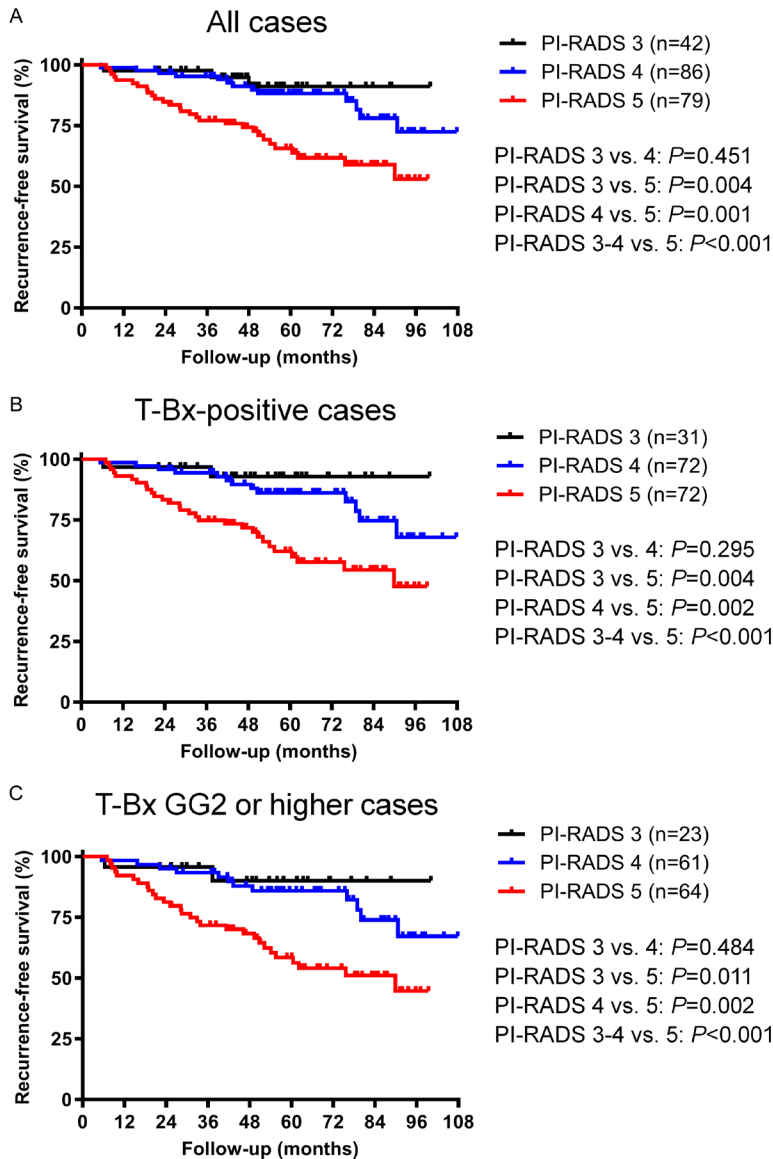 A
All cases
PI-RADS 3 (n=42)
PI-RADS 4 (n=86)
PI-RADS 5 (n=79)
PI-RADS 3 vs. 4: P=0.451
PI-RADS 3 vs. 5: P=0.004
PI-RADS 4 vs. 5: P=0.001
PI-RADS 3-4 vs. 5: P<0.001
Recurrence-free survival (%)
100
75
50
25
0
0 12 24 36 48 60 72 84 96 108
Follow-up (months)
B
T-Bx-positive cases
PI-RADS 3 (n=31)
PI-RADS 4 (n=72)
PI-RADS 5 (n=72)
PI-RADS 3 vs. 4: P=0.295
PI-RADS 3 vs. 5: P=0.004
PI-RADS 4 vs. 5: P=0.002
PI-RADS 3-4 vs. 5: P<0.001
Recurrence-free survival (%)
100
75
50
25
0
0 12 24 36 48 60 72 84 96 108
Follow-up (months)
C
T-Bx GG2 or higher cases
PI-RADS 3 (n=23)
PI-RADS 4 (n=61)
PI-RADS 5 (n=64)
PI-RADS 3 vs. 4: P=0.484
PI-RADS 3 vs. 5: P=0.011
PI-RADS 4 vs. 5: P=0.002
PI-RADS 3-4 vs. 5: P<0.001
Recurrence-free survival (%)
100
75
50
25
0
0 12 24 36 48 60 72 84 96 108
Follow-up (months)